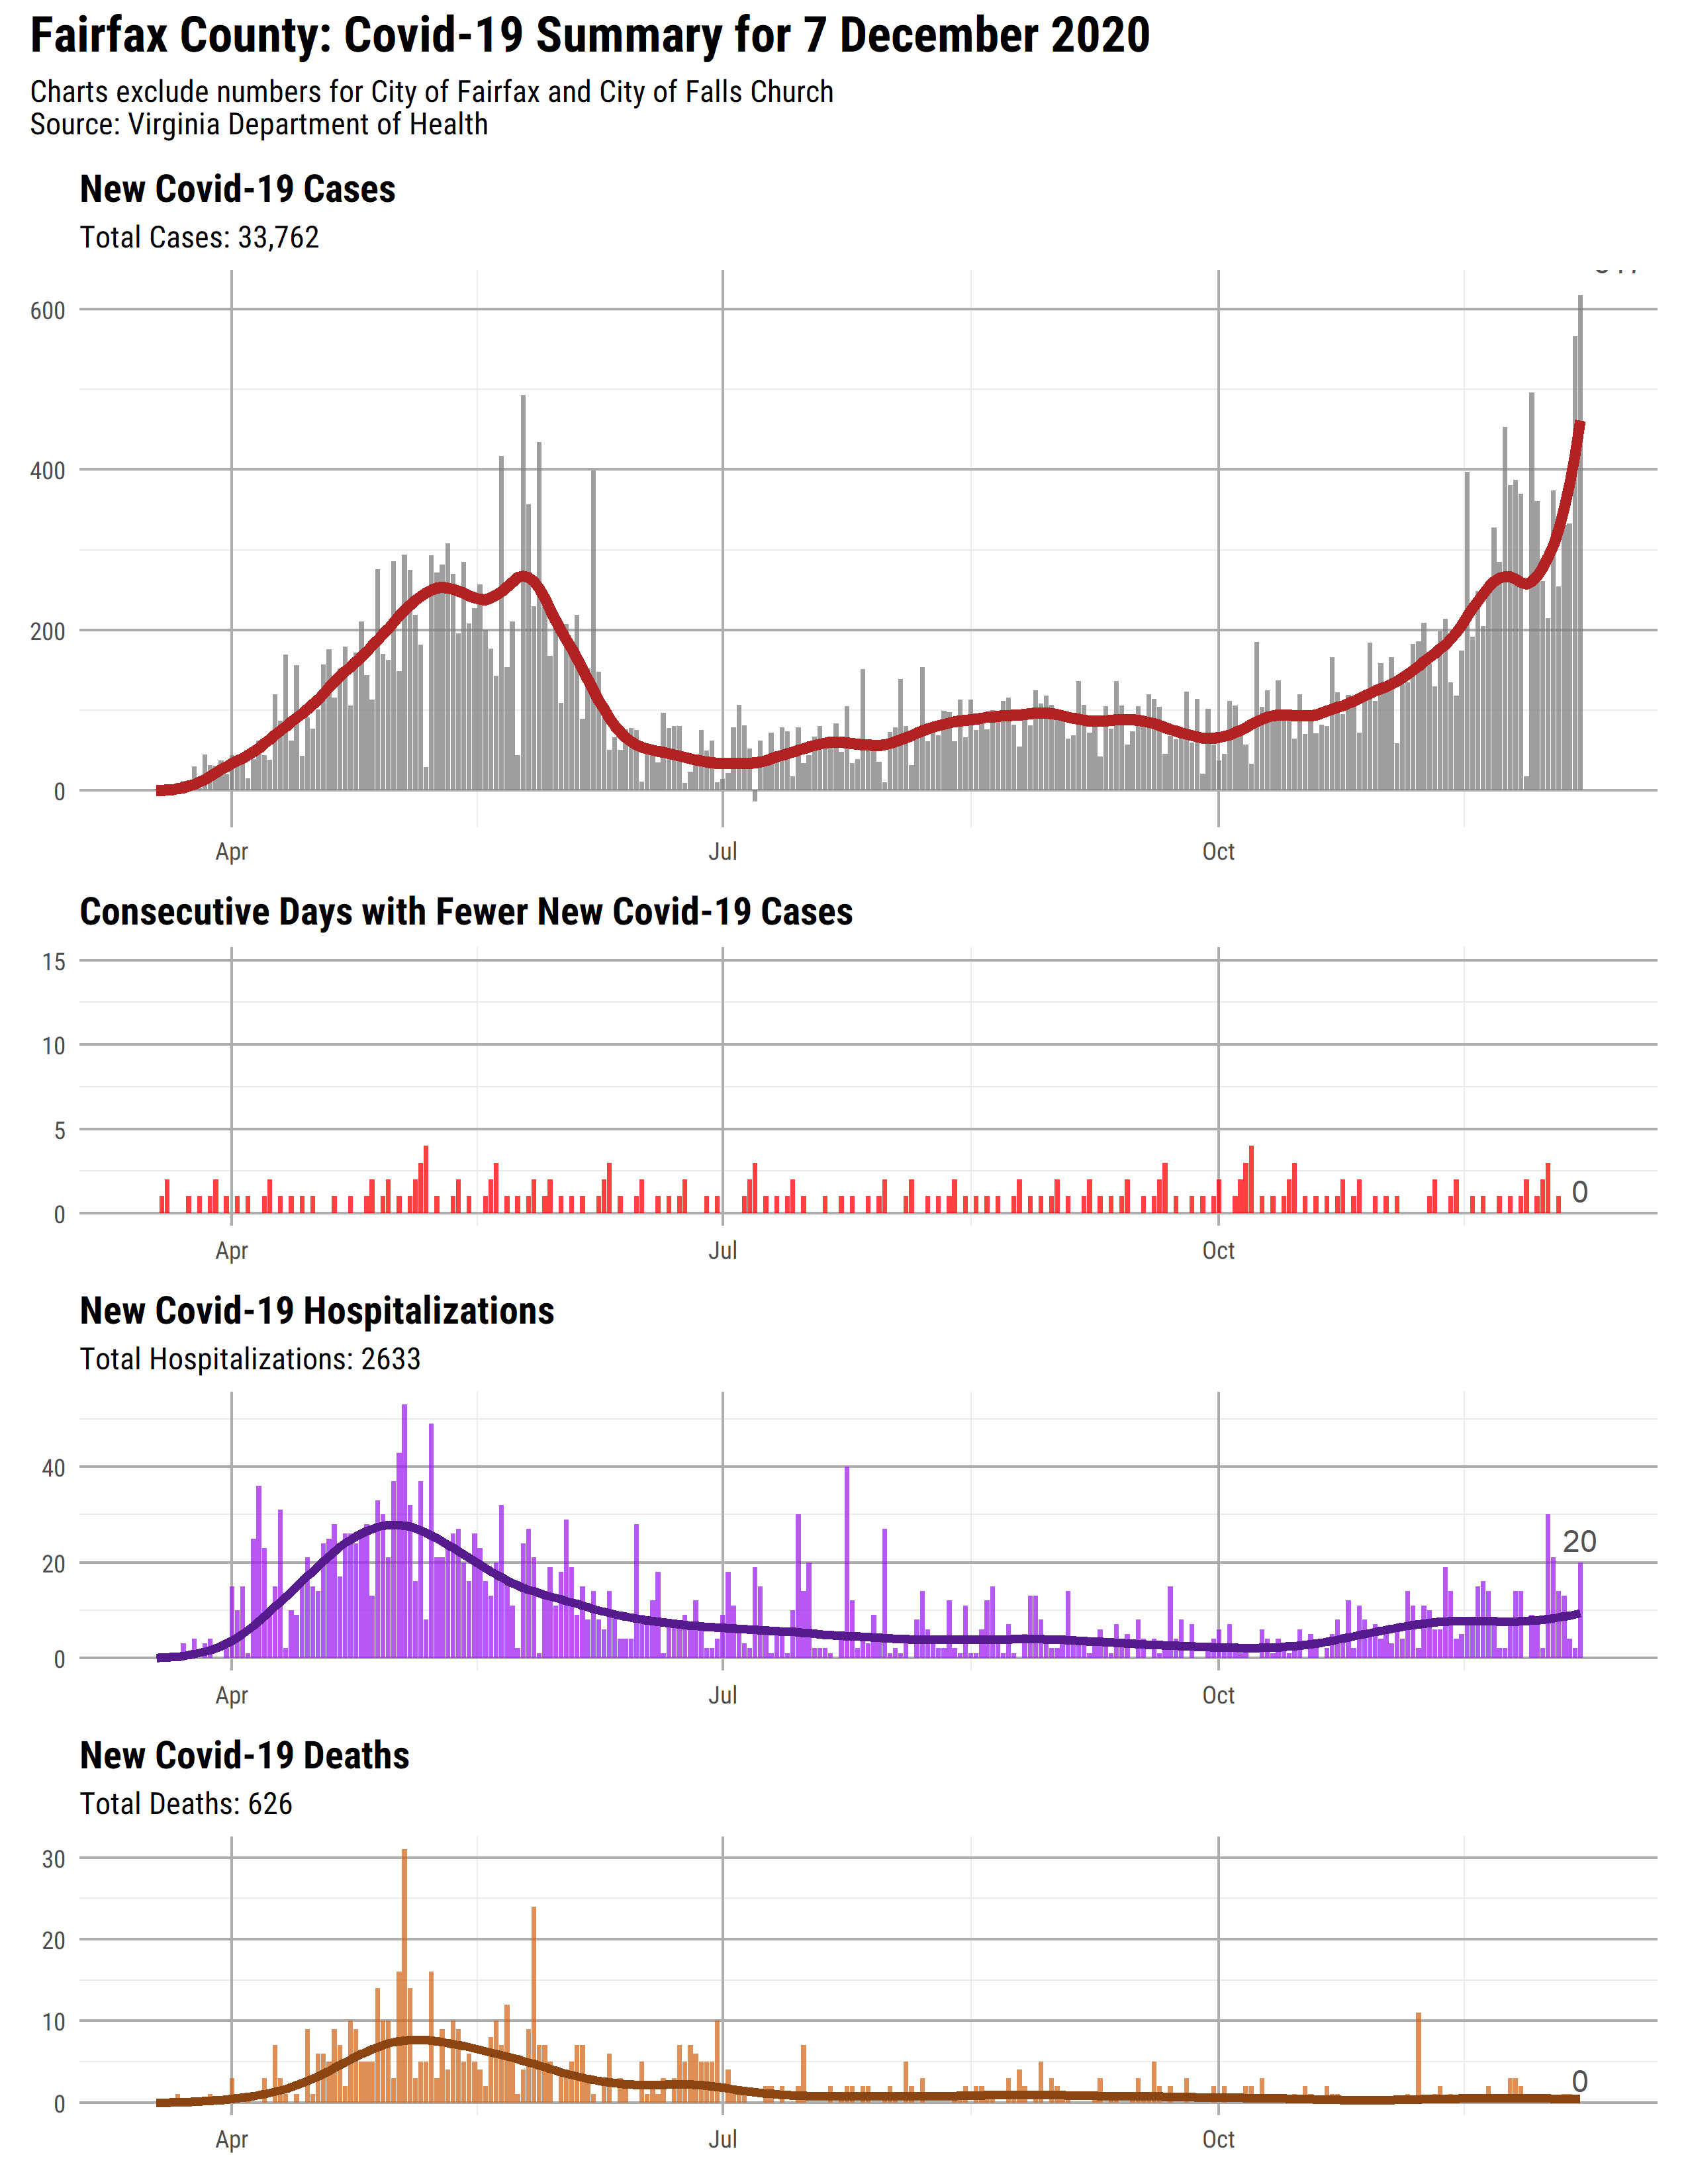 Fairfax County: Covid-19 Summary for 7 December 2020
Charts exclude numbers for City of Fairfax and City of Falls Church
Source: Virginia Department of Health
New Covid-19 Cases
Total Cases: 33,762
600
400
200
0
Apr Jul Oct
Consecutive Days with Fewer New Covid-19 Cases
15
10
5
0
0
Apr Jul Oct
New Covid-19 Hospitalizations
Total Hospitalizations: 2633
40
20
20
0
Apr Jul Oct
New Covid-19 Deaths
Total Deaths: 626
30
20
10
0
0
Apr Jul Oct